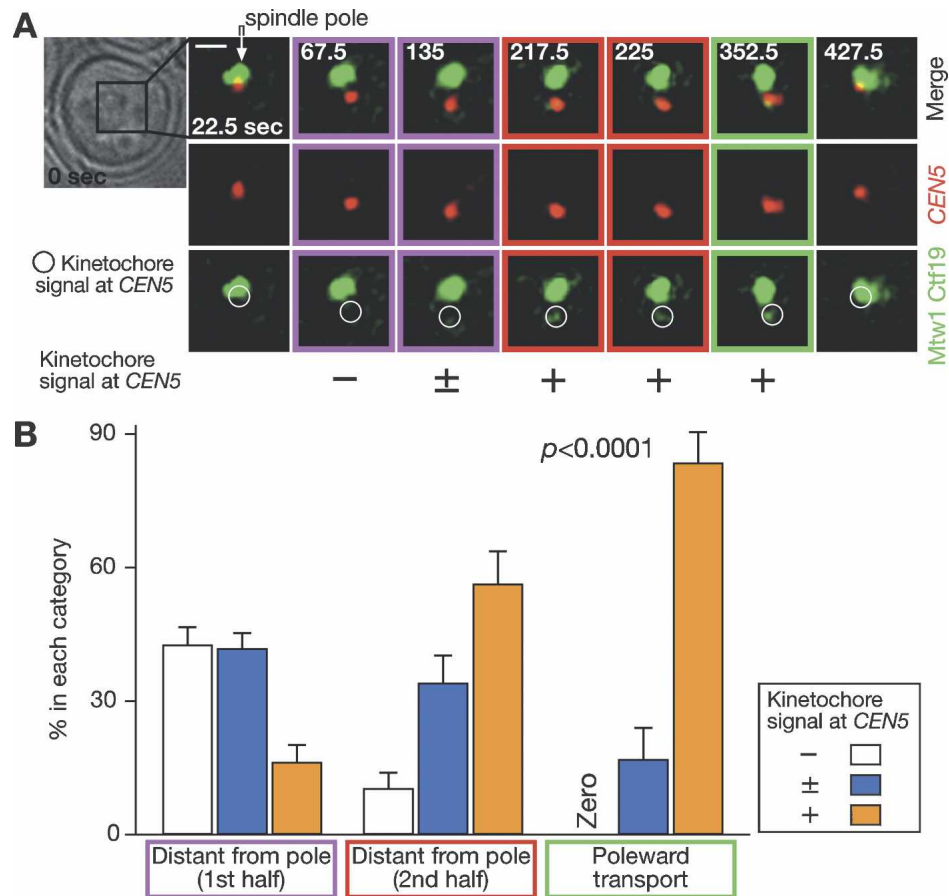 A
spindle pole
0 sec
22.5 sec
67.5
135
217.5
225
352.5
427.5
Merge
CEN5
Mtw1 Ctf19
Kinetochore
signal at CEN5
Kinetochore
signal at CEN5
− ± + + +
B
90
60
30
0
% in each category
p<0.0001
Zero
Distant from pole
(1st half)
Distant from pole
(2nd half)
Poleward
transport
Kinetochore
signal at CEN5
−
±
+